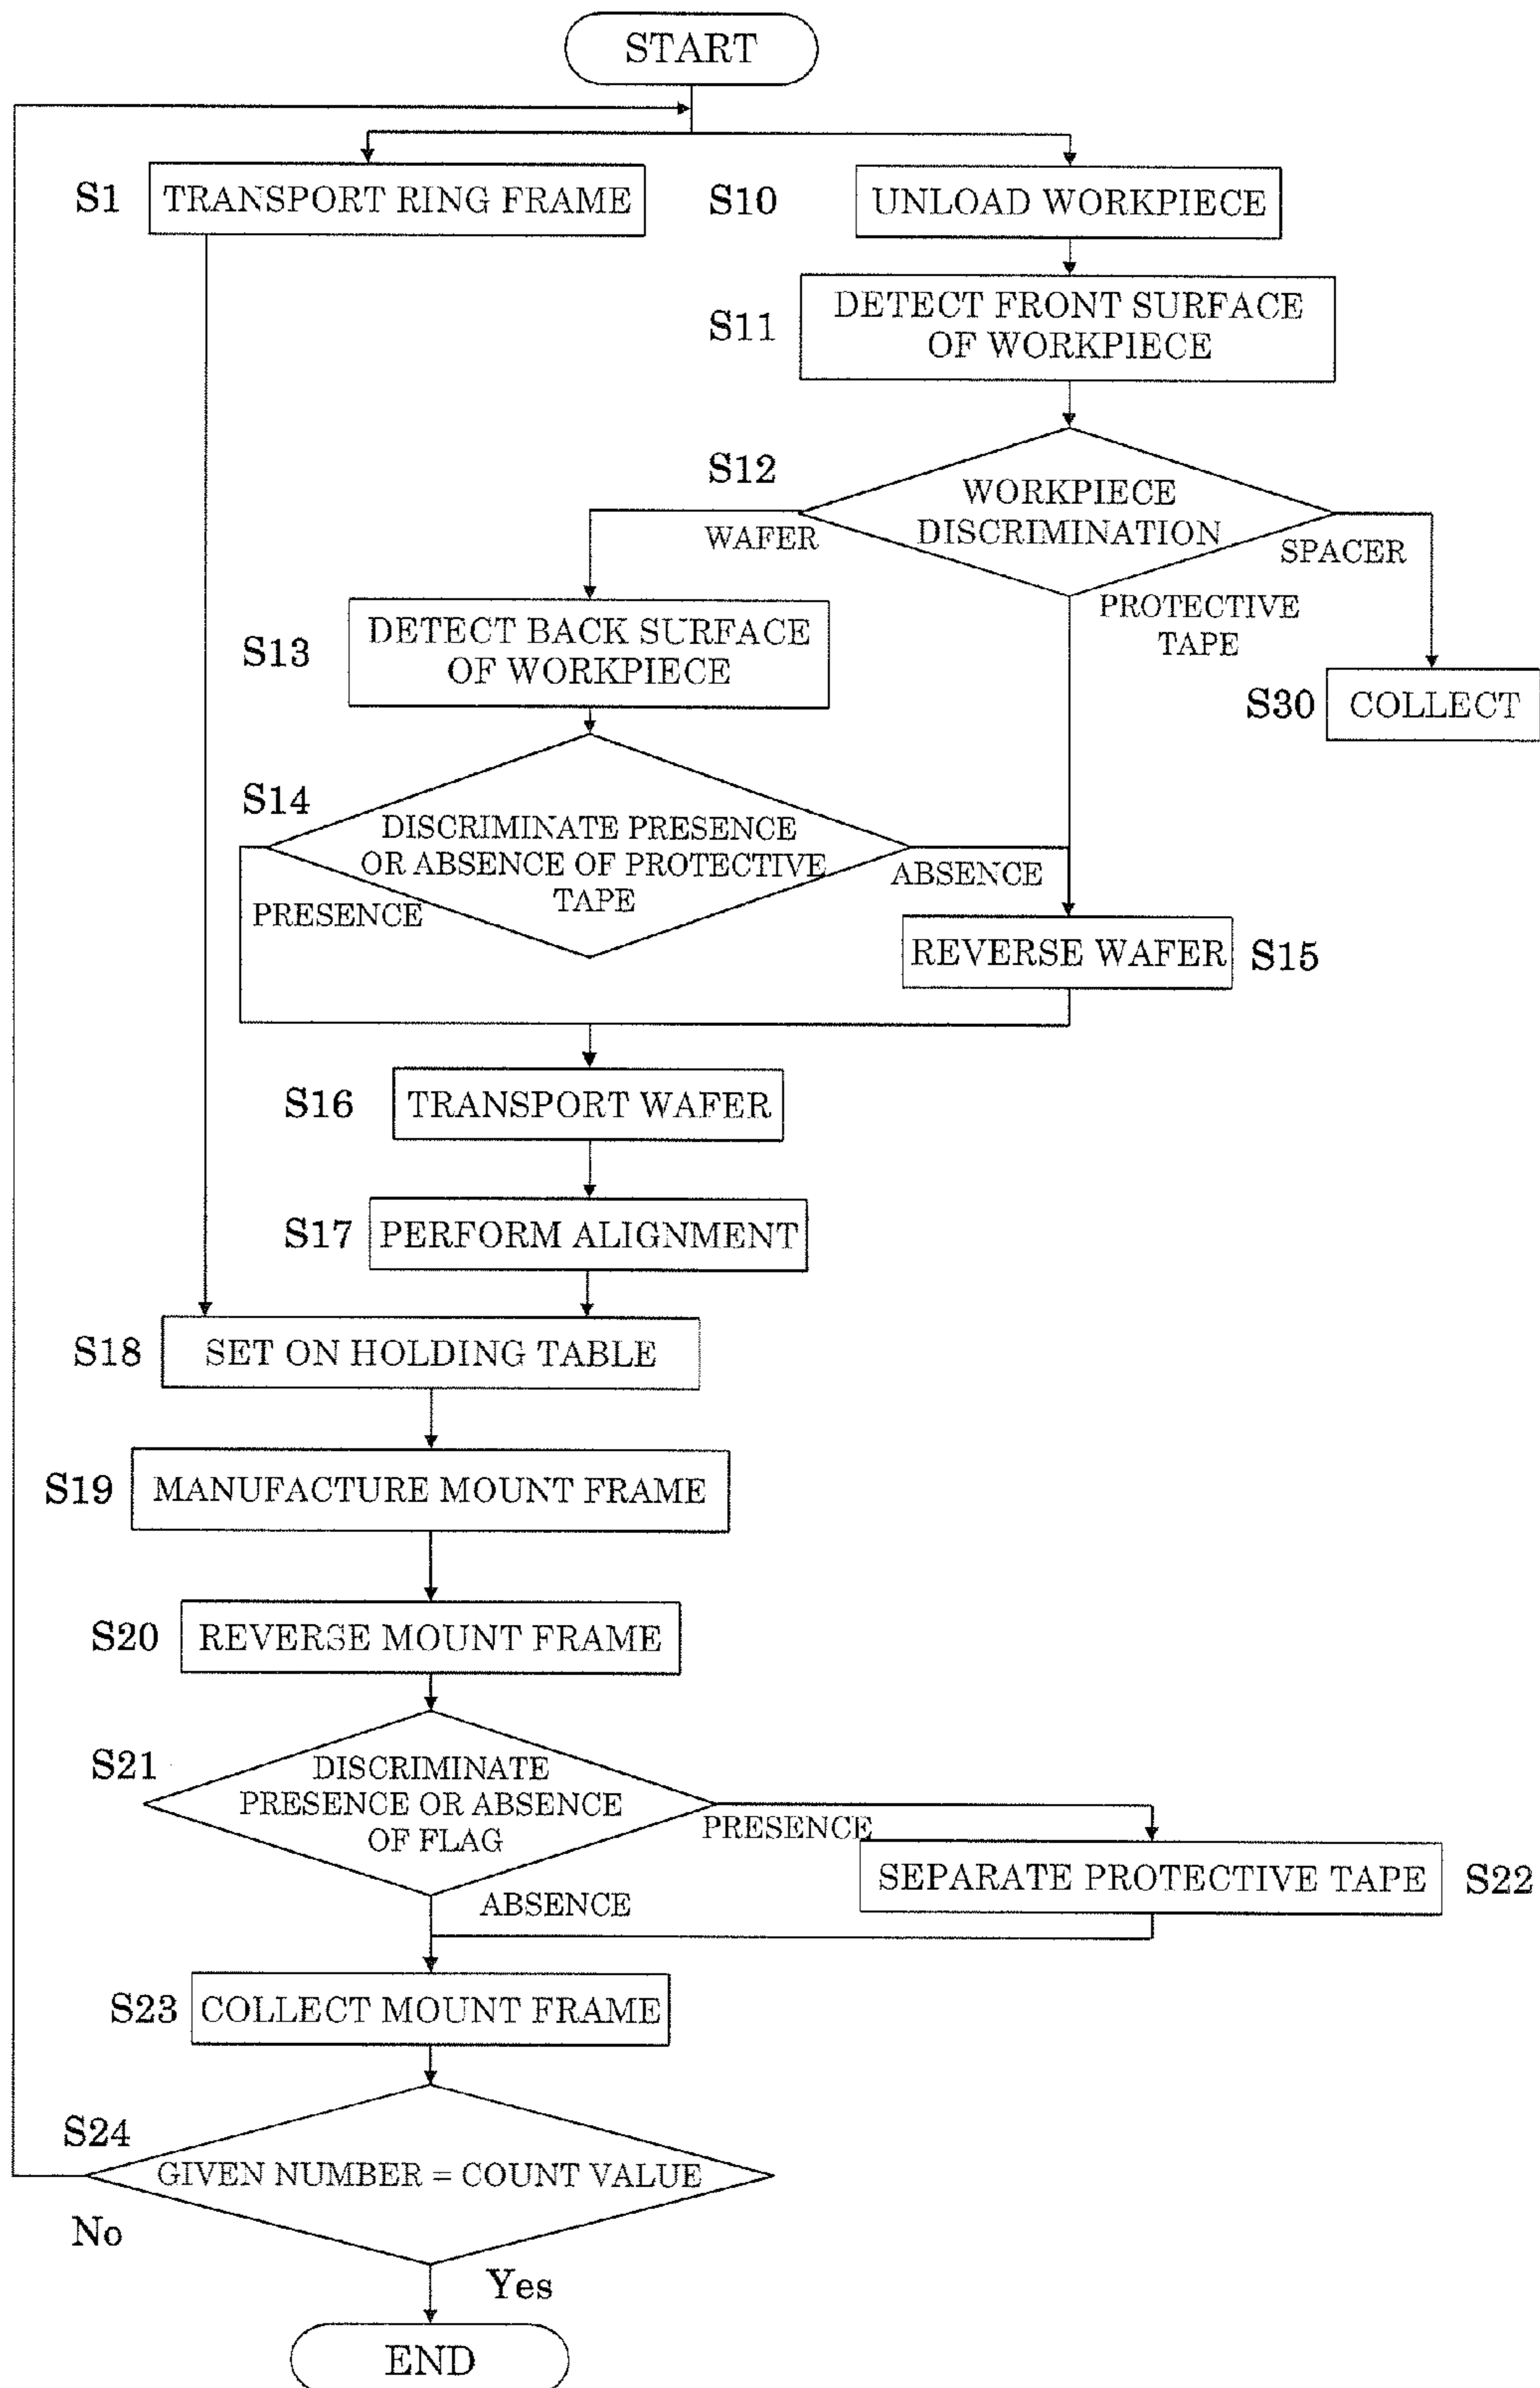 START
S1
TRANSPORT RING FRAME
S10
UNLOAD WORKPIECE
S11
DETECT FRONT SURFACE
OF WORKPIECE
S12
WORKPIECE
DISCRIMINATION
WAFER
SPACER
PROTECTIVE
TAPE
S13
DETECT BACK SURFACE
OF WORKPIECE
S30
COLLECT
S14
DISCRIMINATE PRESENCE
OR ABSENCE OF PROTECTIVE
TAPE
PRESENCE
ABSENCE
REVERSE WAFER
S15
S16
TRANSPORT WAFER
S17
PERFORM ALIGNMENT
S18
SET ON HOLDING TABLE
S19
MANUFACTURE MOUNT FRAME
S20
REVERSE MOUNT FRAME
S21
DISCRIMINATE
PRESENCE OR ABSENCE
OF FLAG
PRESENCE
SEPARATE PROTECTIVE TAPE
S22
ABSENCE
S23
COLLECT MOUNT FRAME
S24
GIVEN NUMBER = COUNT VALUE
No
Yes
END